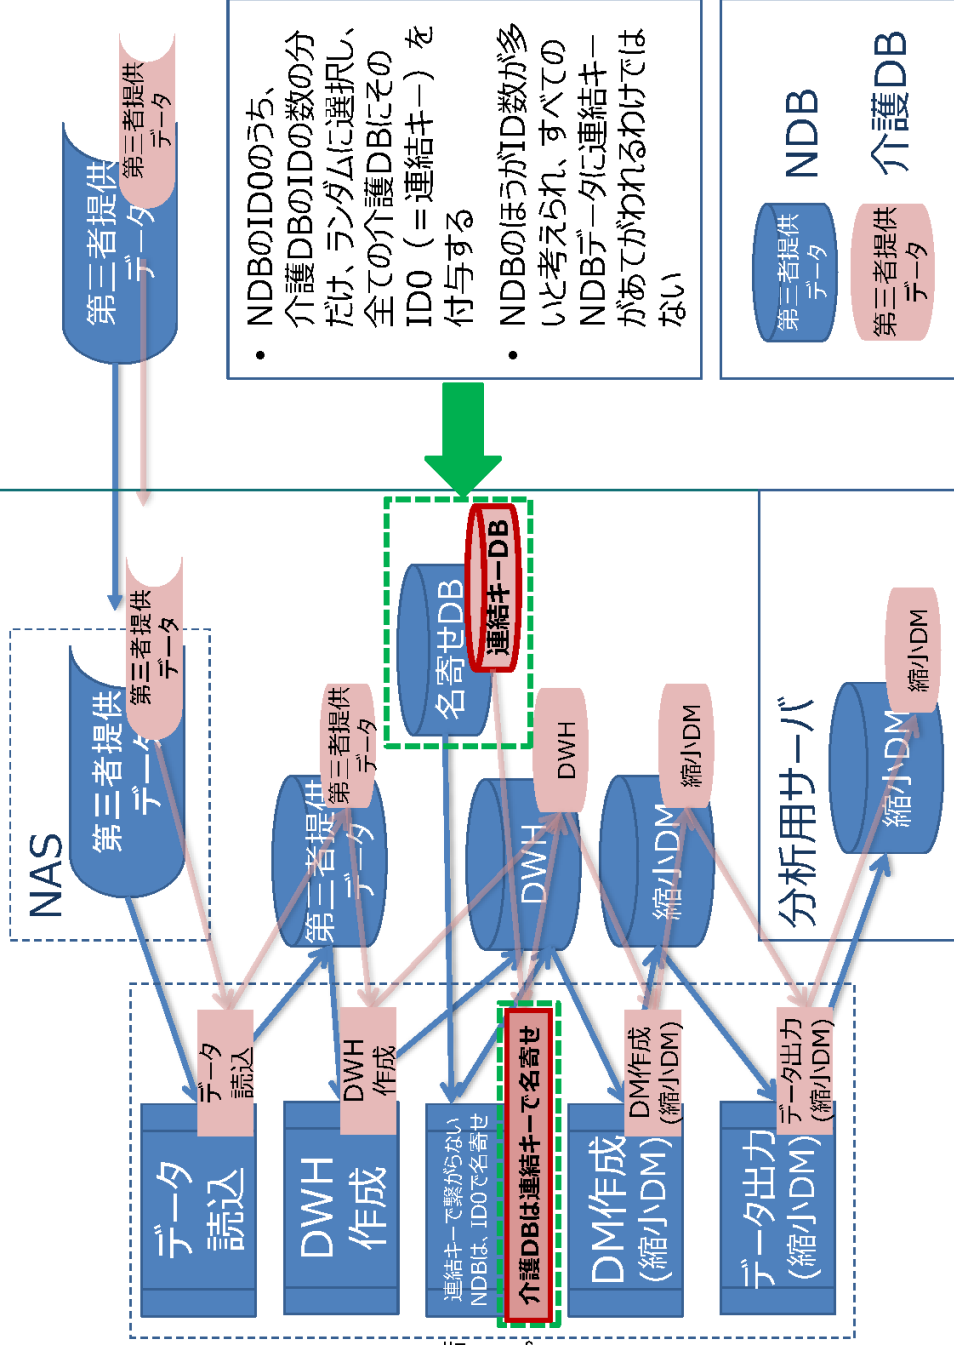 NAS
第三者提供
データ
第三者提供
データ
第三者提供
データ
第三者提供
データ
データ
読込
データ
読込
第三者提供
データ
第三者提供
データ
DWH
作成
DWH
作成
名寄せDB
連結キーDB
連結キーで繋がらない
NDBは、ID0で名寄せ
介護DBは連結キーで名寄せ
DWH
DWH
DM作成
(縮小DM)
DM作成
(縮小DM)
縮小DM
縮小DM
データ出力
(縮小DM)
データ出力
(縮小DM)
分析用サーバ
縮小DM
縮小DM
• NDBのID0のうち、
介護DBのIDの数の分
だけ、ランダムに選択し、
全ての介護DBにその
ID0（＝連結キー）を
付与する
• NDBのほうがID数が多
いと考えられ、すべての
NDBデータに連結キー
があてがわれるわけでは
ない
第三者提供
データ
NDB
第三者提供
データ
介護DB